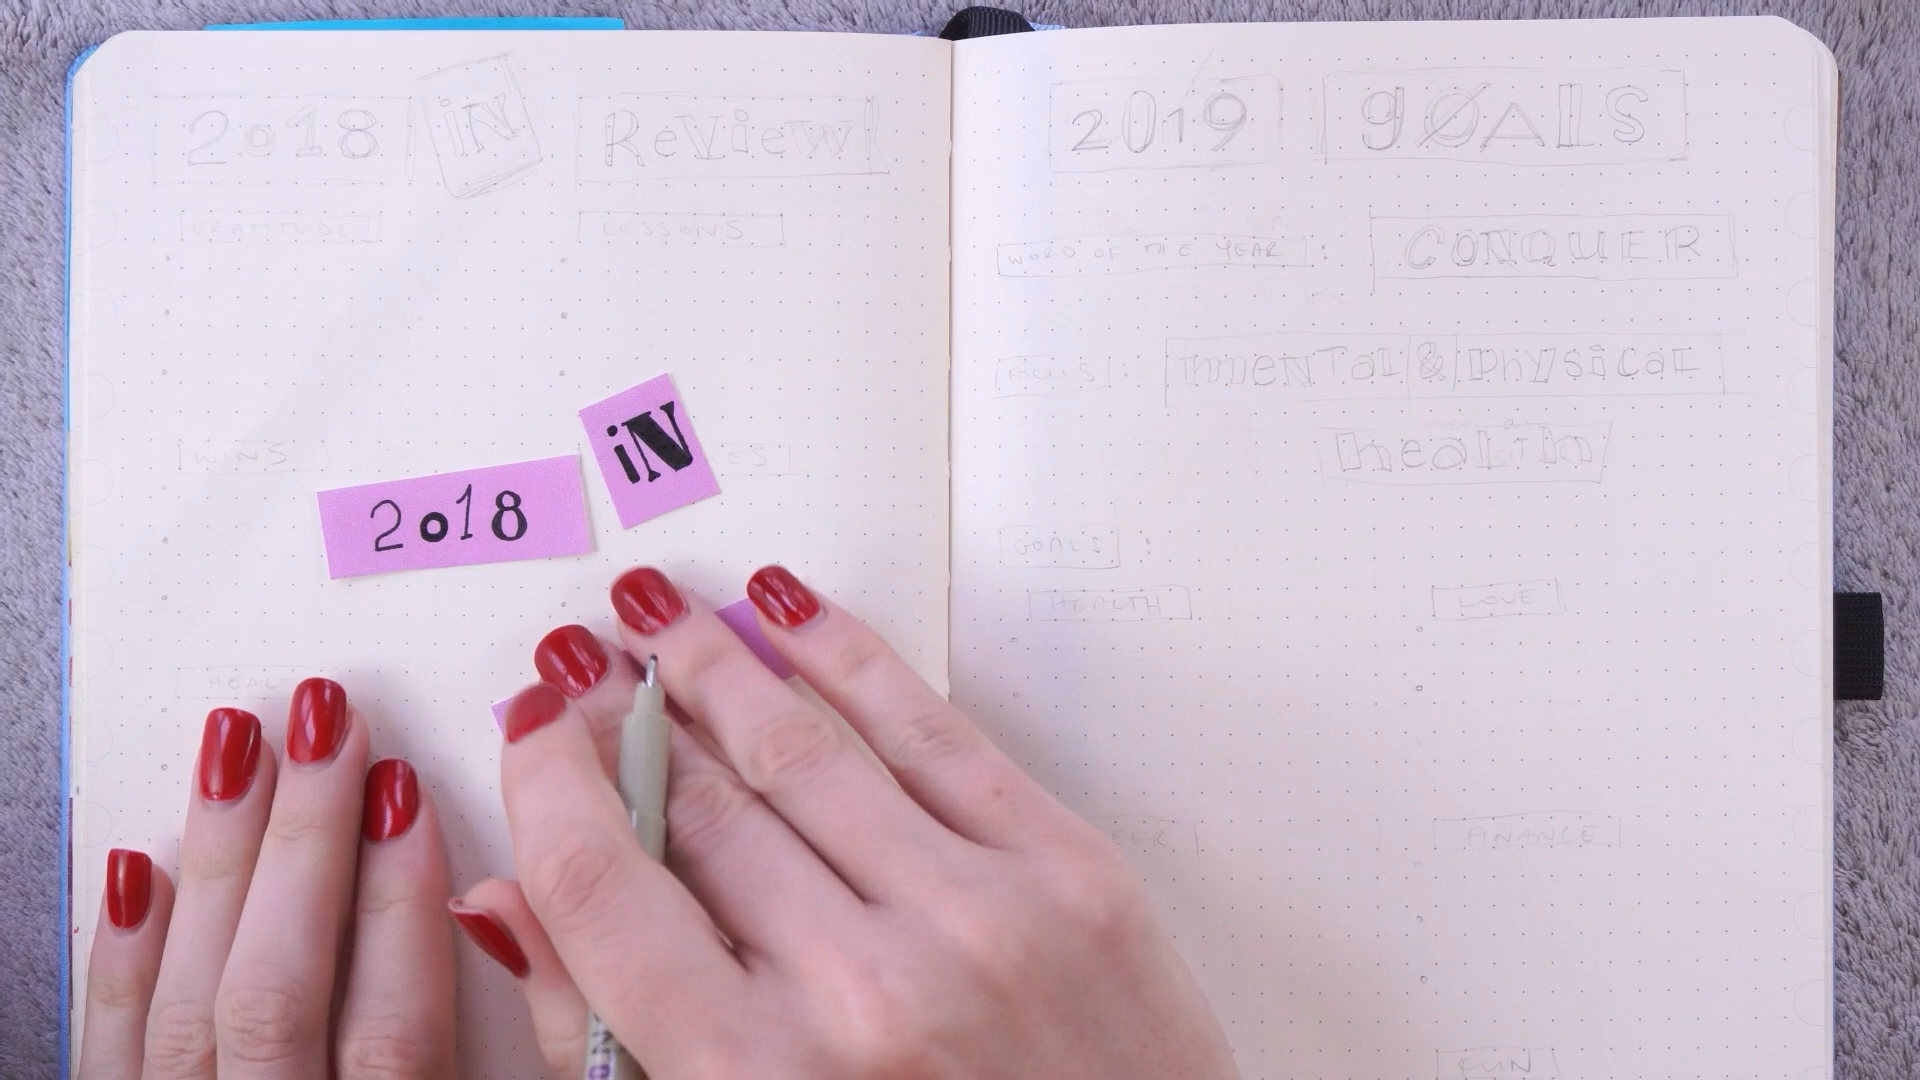 2018 iN ReVieW
GRATITUDE LESSONS
WINS
2018 iN
2019 gØALS
WORD OF THE YEAR : CONQUER
FOCUS : mENTaL & PhYSiCaL
heaLTh
GOALS :
HEALTH LOVE
FINANCE
FUN